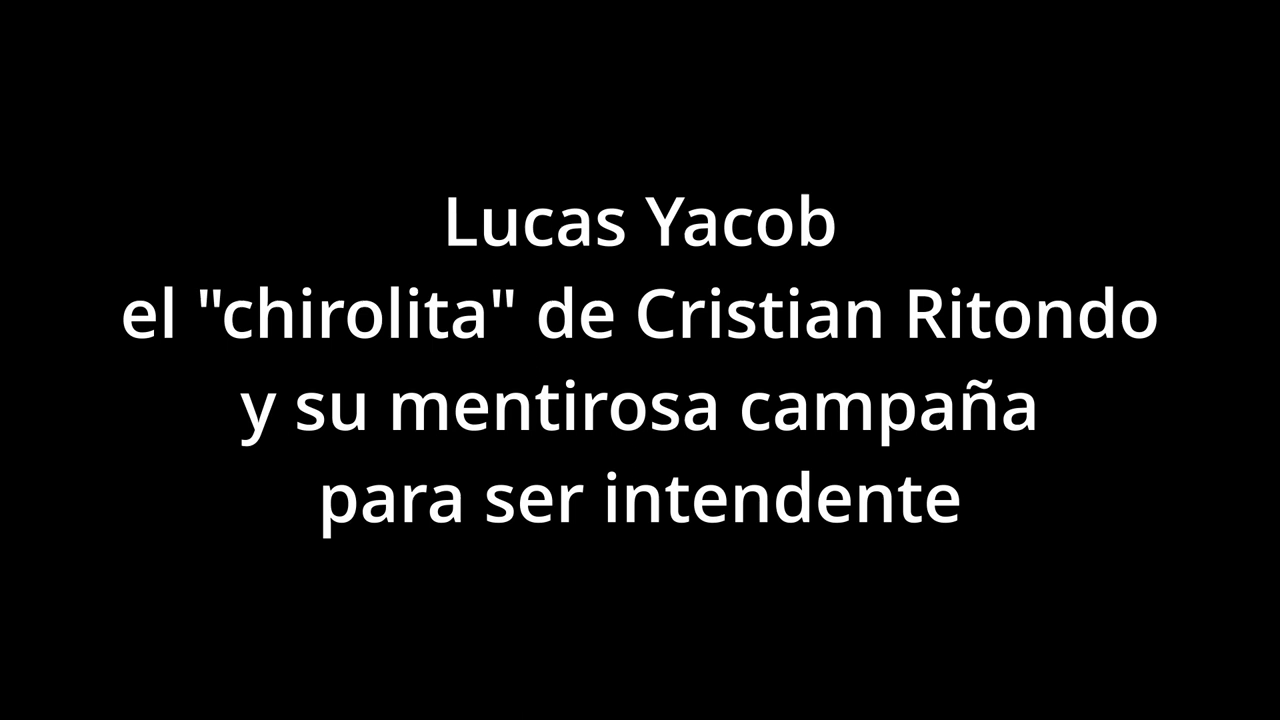 Lucas Yacob
el "chirolita" de Cristian Ritondo
y su mentirosa campaña
para ser intendente